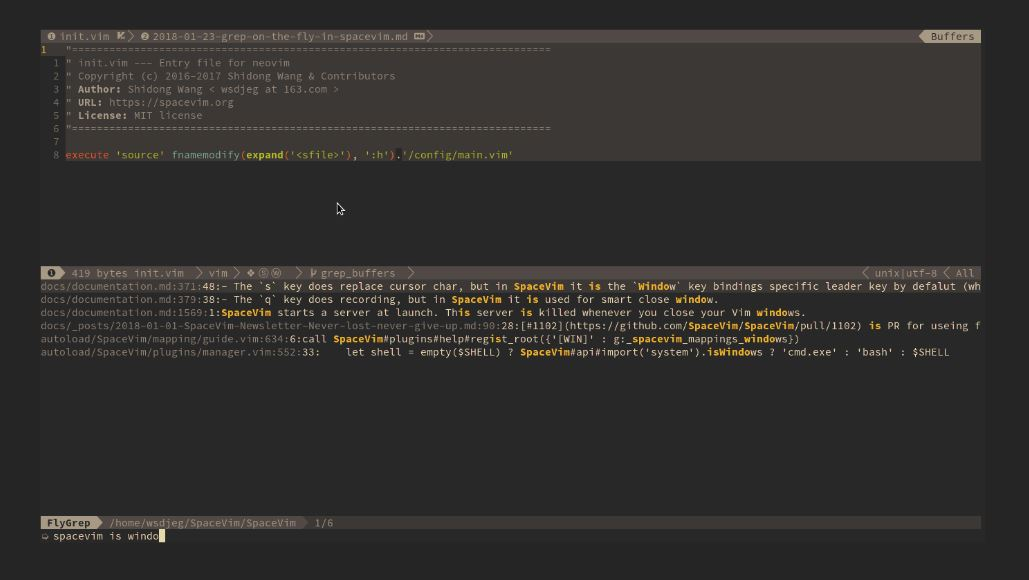 ❶ init.vim ❷ 2018-01-23-grep-on-the-fly-in-spacevim.md Buffers
1 "=============================================================================
1 " init.vim --- Entry file for neovim
2 " Copyright (c) 2016-2017 Shidong Wang & Contributors
3 " Author: Shidong Wang < wsdjeg at 163.com >
4 " URL: https://spacevim.org
5 " License: MIT license
6 "=============================================================================
7
8 execute 'source' fnamemodify(expand('<sfile>'), ':h').'/config/main.vim'
❶ 419 bytes init.vim vim ❖ Ⓢ Ⓦ grep_buffers unix|utf-8 All
docs/documentation.md:371:48:- The `s` key does replace cursor char, but in SpaceVim it is the `Window` key bindings specific leader key by defalut (wh
docs/documentation.md:379:38:- The `q` key does recording, but in SpaceVim it is used for smart close window.
docs/documentation.md:1569:1:SpaceVim starts a server at launch. This server is killed whenever you close your Vim windows.
docs/_posts/2018-01-01-SpaceVim-Newsletter-Never-lost-never-give-up.md:90:28:[#1102](https://github.com/SpaceVim/SpaceVim/pull/1102) is PR for useing f
autoload/SpaceVim/mapping/guide.vim:634:6:call SpaceVim#plugins#help#regist_root({'[WIN]' : g:_spacevim_mappings_windows})
autoload/SpaceVim/plugins/manager.vim:552:33:    let shell = empty($SHELL) ? SpaceVim#api#import('system').isWindows ? 'cmd.exe' : 'bash' : $SHELL
FlyGrep /home/wsdjeg/SpaceVim/SpaceVim 1/6
➭ spacevim is windo